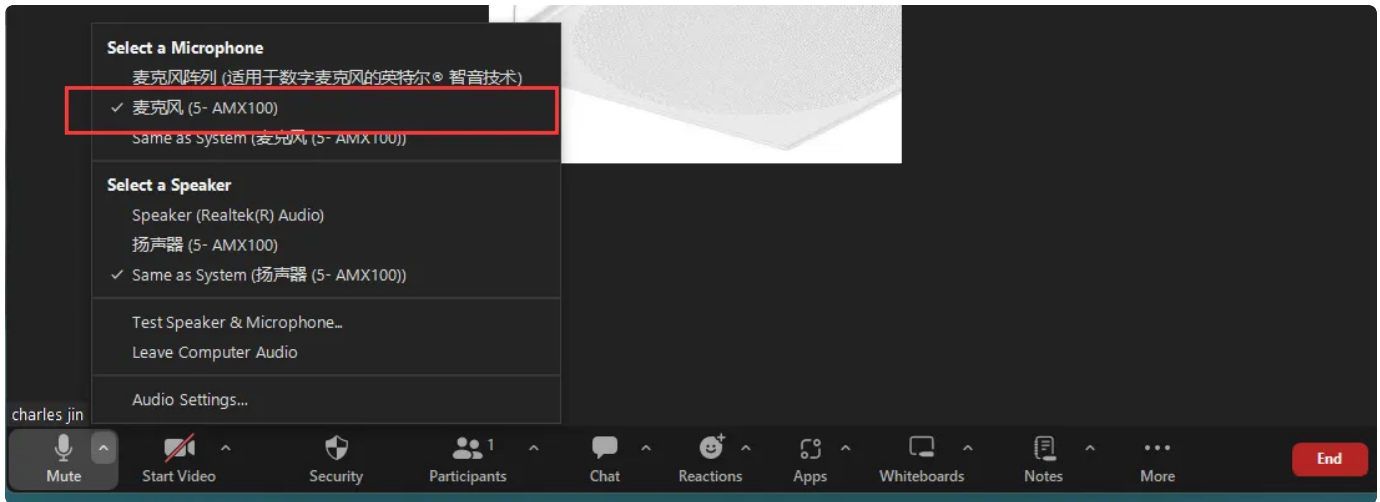 Select a Microphone
麦克风阵列 (适用于数字麦克风的英特尔® 智音技术)
✓ 麦克风 (5- AMX100)
Same as System (麦克风 (5- AMX100))
Select a Speaker
Speaker (Realtek(R) Audio)
扬声器 (5- AMX100)
✓ Same as System (扬声器 (5- AMX100))
Test Speaker & Microphone...
Leave Computer Audio
Audio Settings...
charles jin
1
Mute Start Video Security Participants Chat Reactions Apps Whiteboards Notes More End